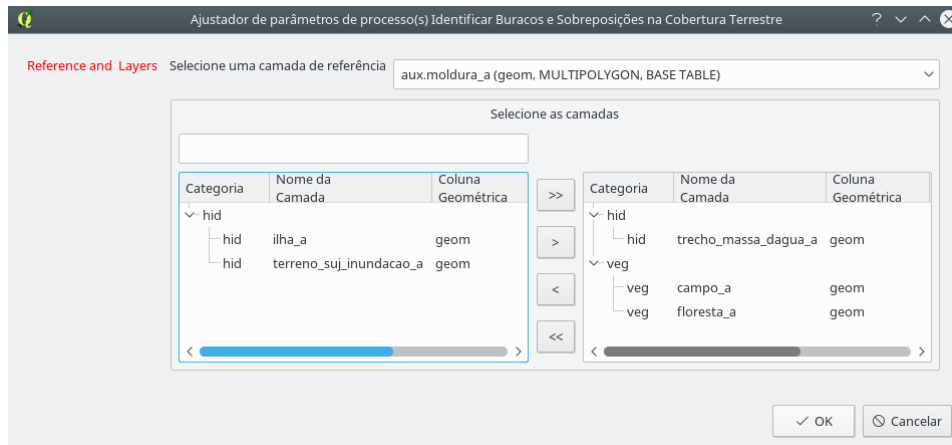 Ajustador de parâmetros de processo(s) Identificar Buracos e Sobreposições na Cobertura Terrestre
Reference and Layers Selecione uma camada de referência aux.moldura_a (geom, MULTIPOLYGON, BASE TABLE)
Selecione as camadas
Categoria Nome da Camada Coluna Geométrica
hid
hid ilha_a geom
hid terreno_suj_inundacao_a geom
>>
>
<
<<
Categoria Nome da Camada Coluna Geométrica
hid
hid trecho_massa_dagua_a geom
veg
veg campo_a geom
veg floresta_a geom
OK Cancelar